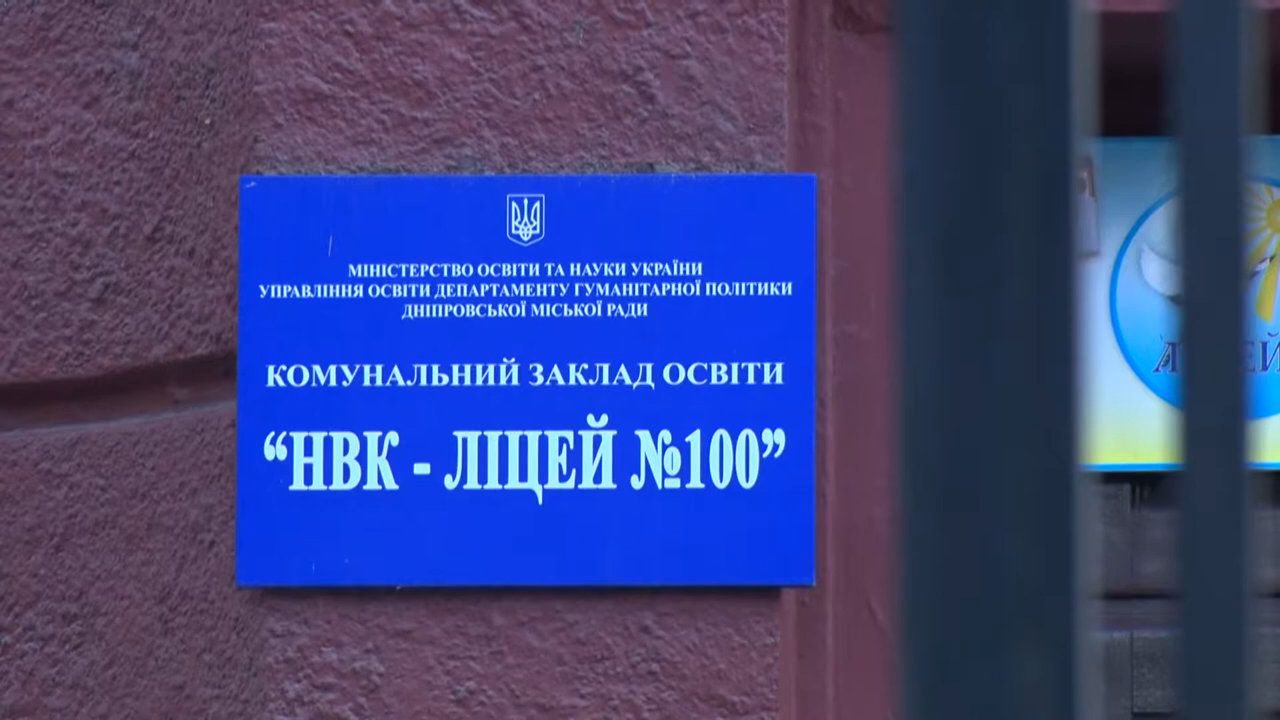 МІНІСТЕРСТВО ОСВІТИ ТА НАУКИ УКРАЇНИ
УПРАВЛІННЯ ОСВІТИ ДЕПАРТАМЕНТУ ГУМАНІТАРНОЇ ПОЛІТИКИ
ДНІПРОВСЬКОЇ МІСЬКОЇ РАДИ
КОМУНАЛЬНИЙ ЗАКЛАД ОСВІТИ
“НВК - ЛІЦЕЙ №100”